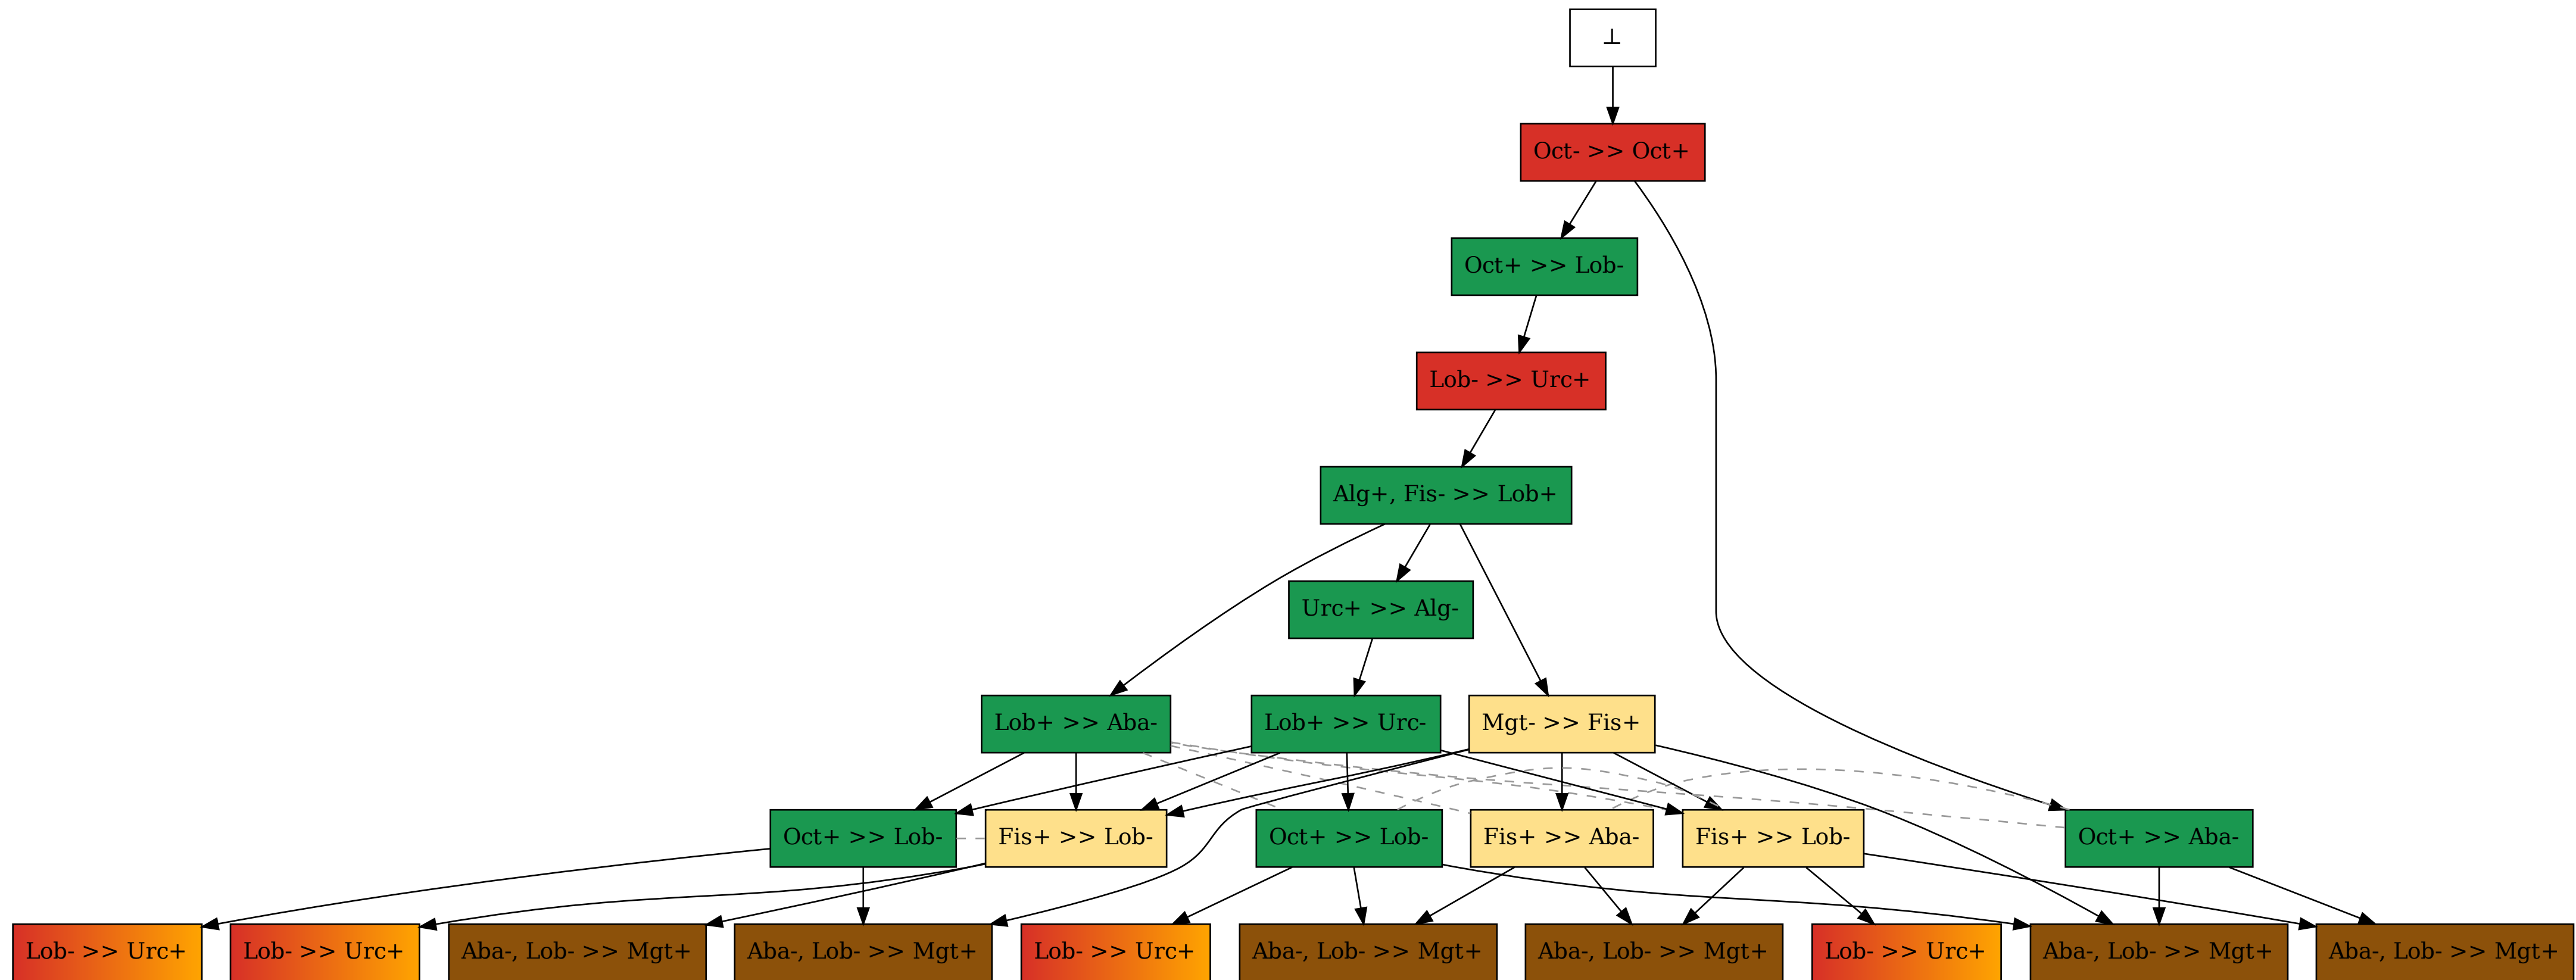 ⊥
Oct- >> Oct+
Oct+ >> Lob-
Lob- >> Urc+
Alg+, Fis- >> Lob+
Urc+ >> Alg-
Lob+ >> Aba-
Lob+ >> Urc-
Mgt- >> Fis+
Oct+ >> Lob-
Fis+ >> Lob-
Oct+ >> Lob-
Fis+ >> Aba-
Fis+ >> Lob-
Oct+ >> Aba-
Lob- >> Urc+
Lob- >> Urc+
Aba-, Lob- >> Mgt+
Aba-, Lob- >> Mgt+
Lob- >> Urc+
Aba-, Lob- >> Mgt+
Aba-, Lob- >> Mgt+
Lob- >> Urc+
Aba-, Lob- >> Mgt+
Aba-, Lob- >> Mgt+